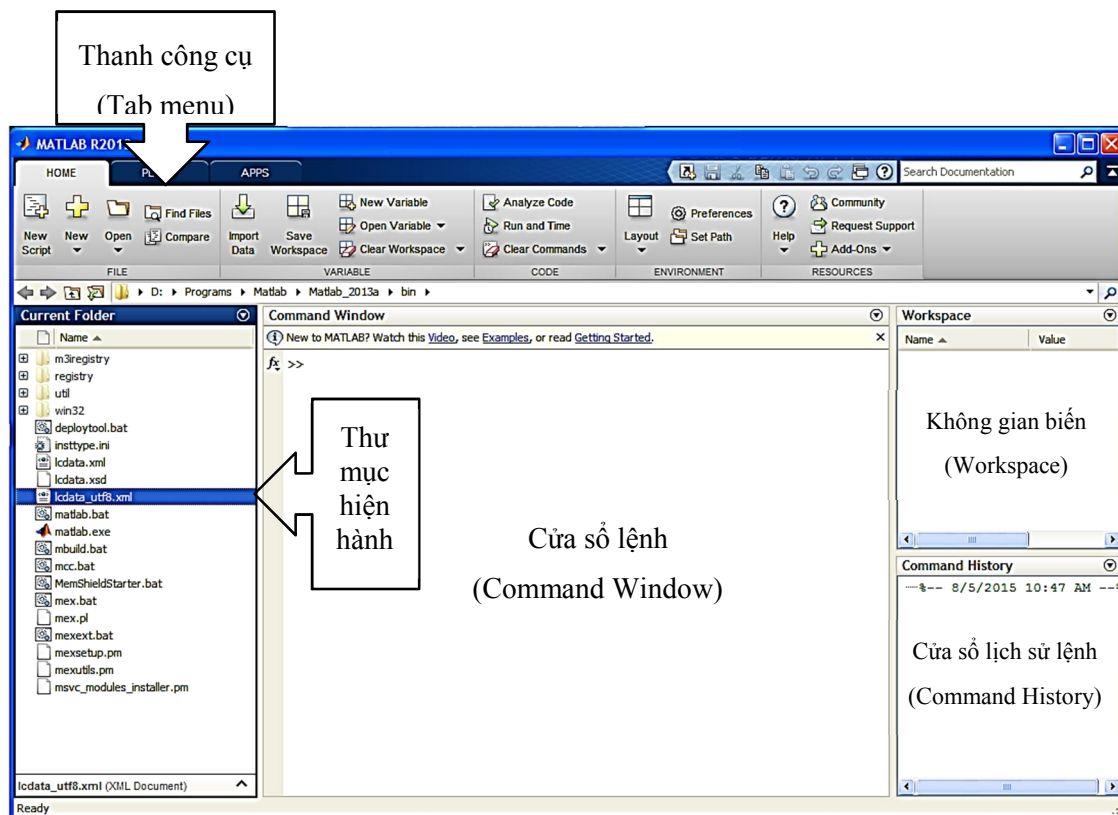 Thanh công cụ
(Tab menu)
MATLAB R201
HOME
PL
APPS
Search Documentation
New Script
New
Open
Find Files
Compare
Import Data
Save Workspace
New Variable
Open Variable
Clear Workspace
Analyze Code
Run and Time
Clear Commands
Layout
Preferences
Set Path
Help
Community
Request Support
Add-Ons
FILE
VARIABLE
CODE
ENVIRONMENT
RESOURCES
D: Programs Matlab Matlab_2013a bin
Current Folder
Name
m3iregistry
registry
util
win32
deploytool.bat
insttype.ini
lcdata.xml
lcdata.xsd
lcdata_utf8.xml
matlab.bat
matlab.exe
mbuild.bat
mcc.bat
MemShieldStarter.bat
mex.bat
mex.pl
mexext.bat
mexsetup.pm
mexutils.pm
msvc_modules_installer.pm
lcdata_utf8.xml (XML Document)
Ready
Command Window
New to MATLAB? Watch this Video, see Examples, or read Getting Started.
fx >>
Thư
mục
hiện
hành
Cửa sổ lệnh
(Command Window)
Workspace
Name Value
Không gian biến
(Workspace)
Command History
%-- 8/5/2015 10:47 AM --%
Cửa sổ lịch sử lệnh
(Command History)